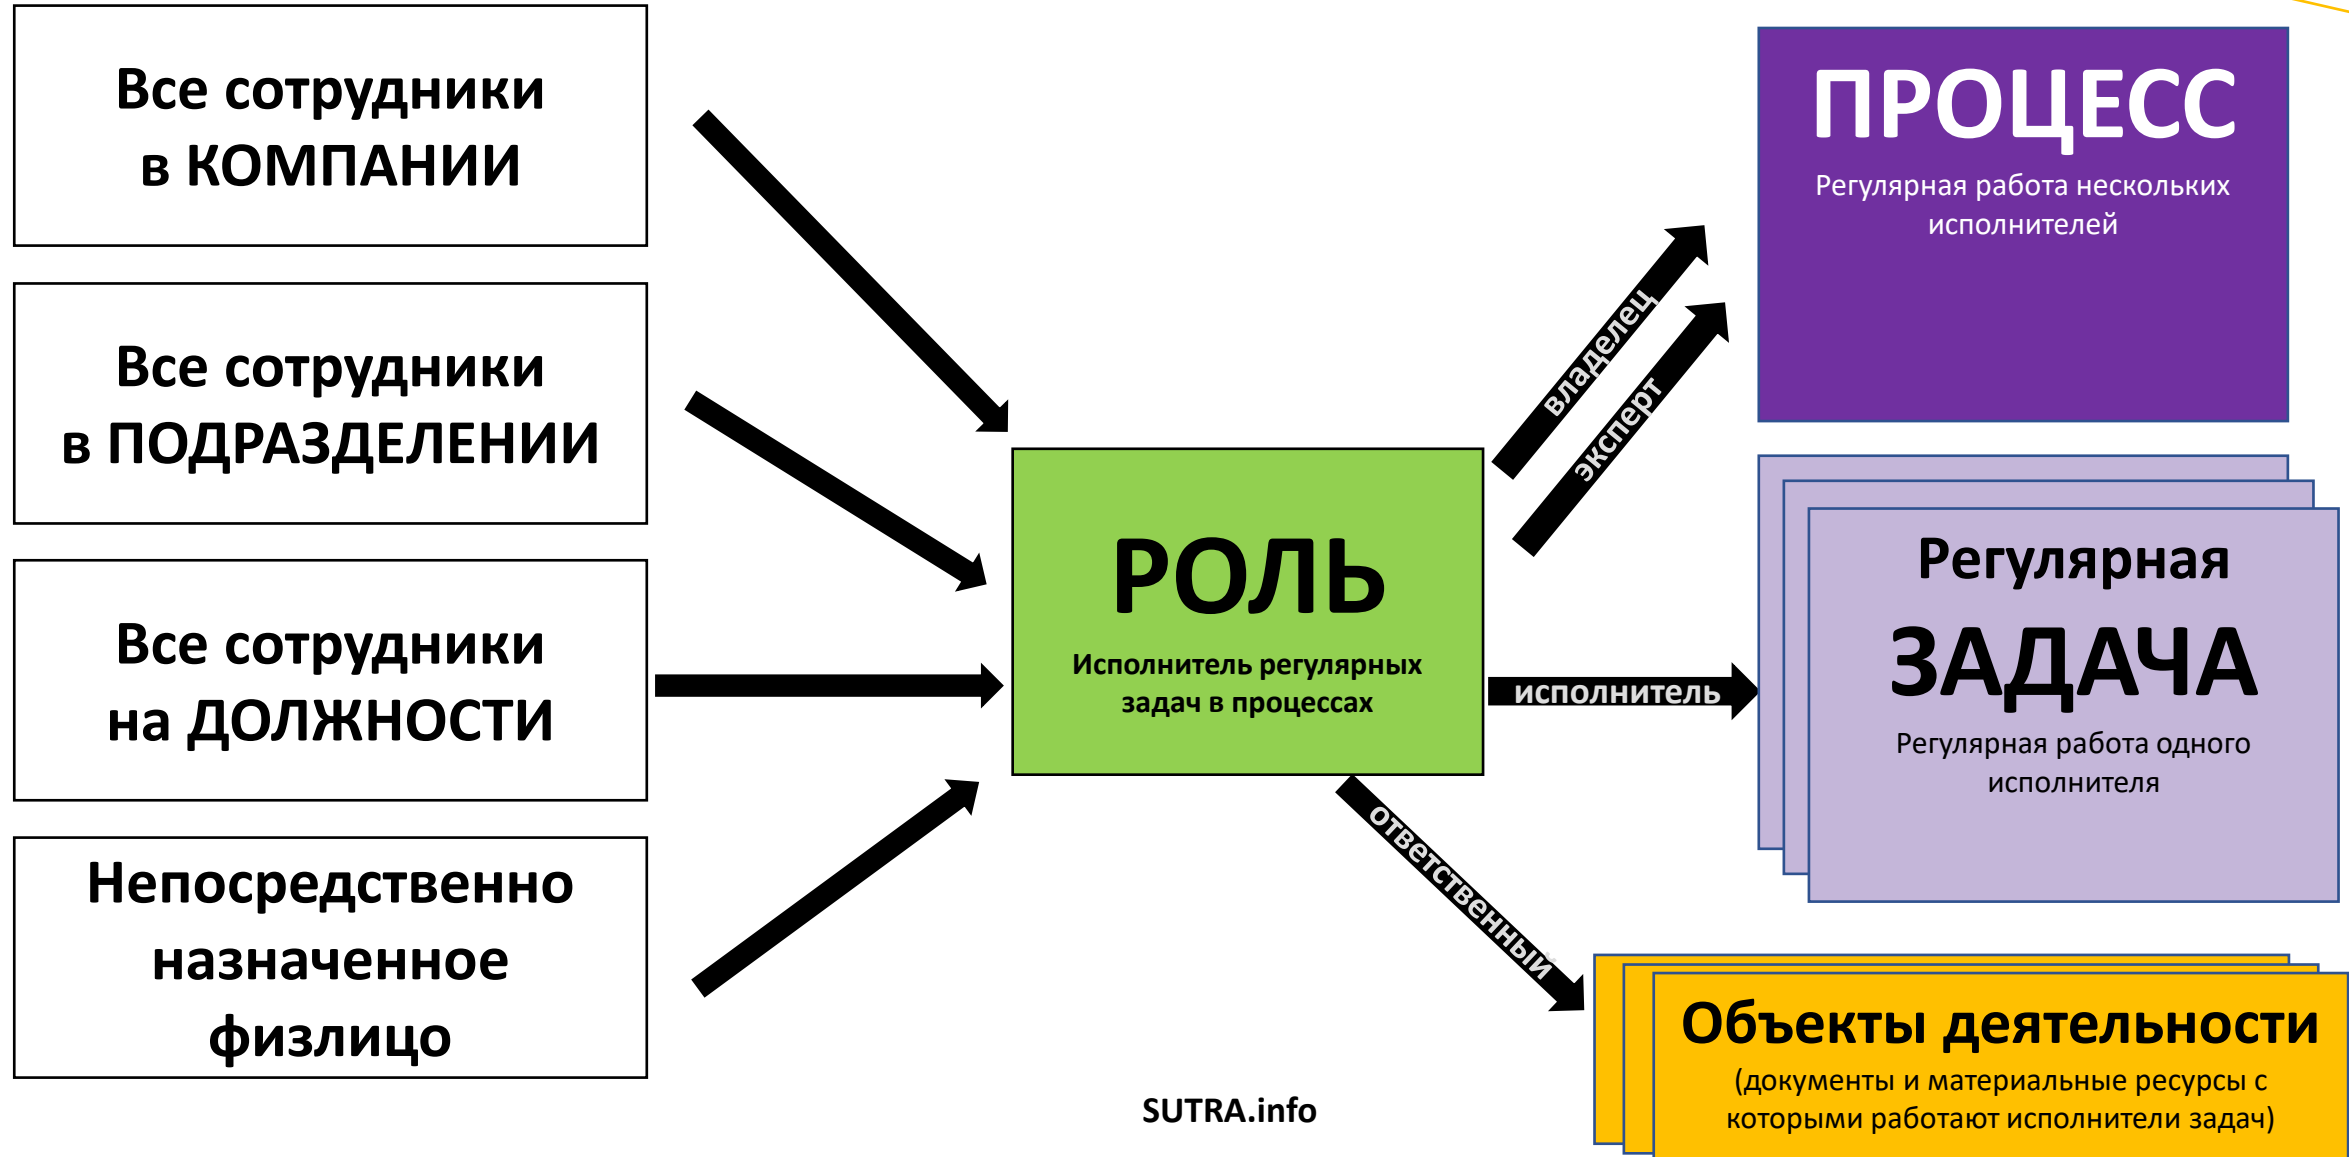 Все сотрудники
в КОМПАНИИ
Все сотрудники
в ПОДРАЗДЕЛЕНИИ
Все сотрудники
на ДОЛЖНОСТИ
Непосредственно
назначенное
физлицо
РОЛЬ
Исполнитель регулярных
задач в процессах
владелец
эксперт
исполнитель
ответственный
ПРОЦЕСС
Регулярная работа нескольких
исполнителей
Регулярная
ЗАДАЧА
Регулярная работа одного
исполнителя
Объекты деятельности
(документы и материальные ресурсы с
которыми работают исполнители задач)
SUTRA.info